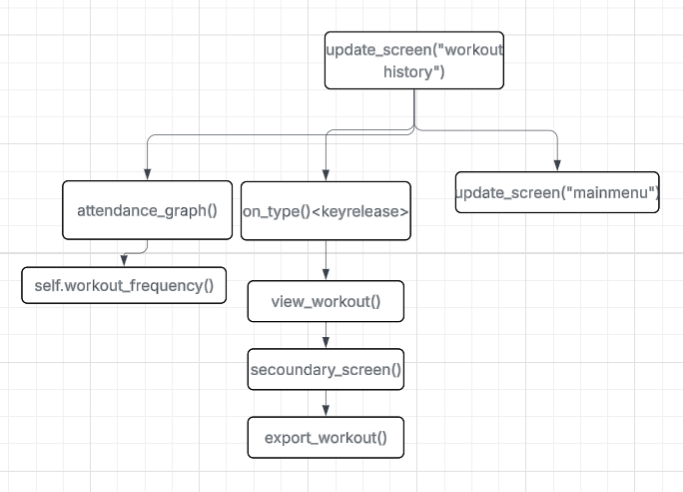 update_screen("workout
history")
attendance_graph()
on_type()<keyrelease>
update_screen("mainmenu")
self.workout_frequency()
view_workout()
secoundary_screen()
export_workout()